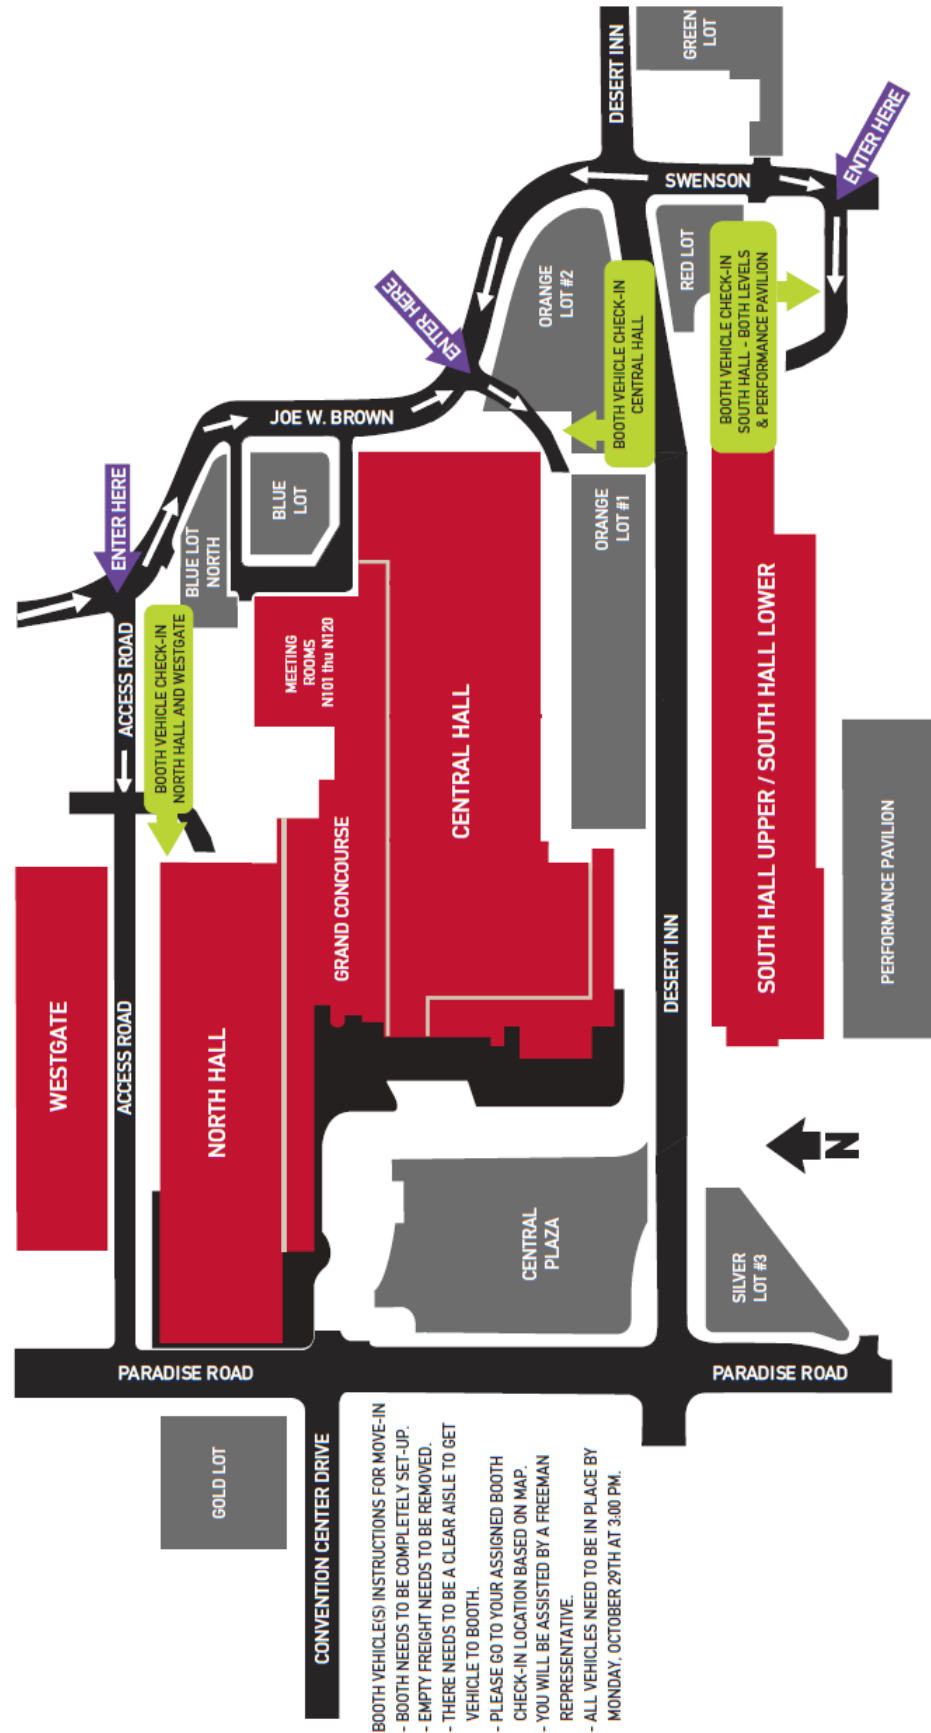 WESTGATE
ACCESS ROAD
ACCESS ROAD
ENTER HERE
BOOTH VEHICLE CHECK-IN
NORTH HALL AND WESTGATE
NORTH HALL
BLUE LOT
NORTH
BLUE
LOT
JOE W. BROWN
ENTER HERE
MEETING
ROOMS
N101 thru N120
GRAND CONCOURSE
CENTRAL HALL
ORANGE
LOT #2
ORANGE
LOT #1
BOOTH VEHICLE CHECK-IN
CENTRAL HALL
DESERT INN
DESERT INN
GREEN
LOT
SWENSON
RED LOT
ENTER HERE
BOOTH VEHICLE CHECK-IN
SOUTH HALL - BOTH LEVELS
& PERFORMANCE PAVILION
SOUTH HALL UPPER / SOUTH HALL LOWER
PERFORMANCE PAVILION
N
CENTRAL
PLAZA
SILVER
LOT #3
PARADISE ROAD
PARADISE ROAD
GOLD LOT
CONVENTION CENTER DRIVE
BOOTH VEHICLE(S) INSTRUCTIONS FOR MOVE-IN
- BOOTH NEEDS TO BE COMPLETELY SET-UP.
- EMPTY FREIGHT NEEDS TO BE REMOVED.
- THERE NEEDS TO BE A CLEAR AISLE TO GET
VEHICLE TO BOOTH.
- PLEASE GO TO YOUR ASSIGNED BOOTH
CHECK-IN LOCATION BASED ON MAP.
- YOU WILL BE ASSISTED BY A FREEMAN
REPRESENTATIVE.
- ALL VEHICLES NEED TO BE IN PLACE BY
MONDAY, OCTOBER 29TH AT 3:00 PM.